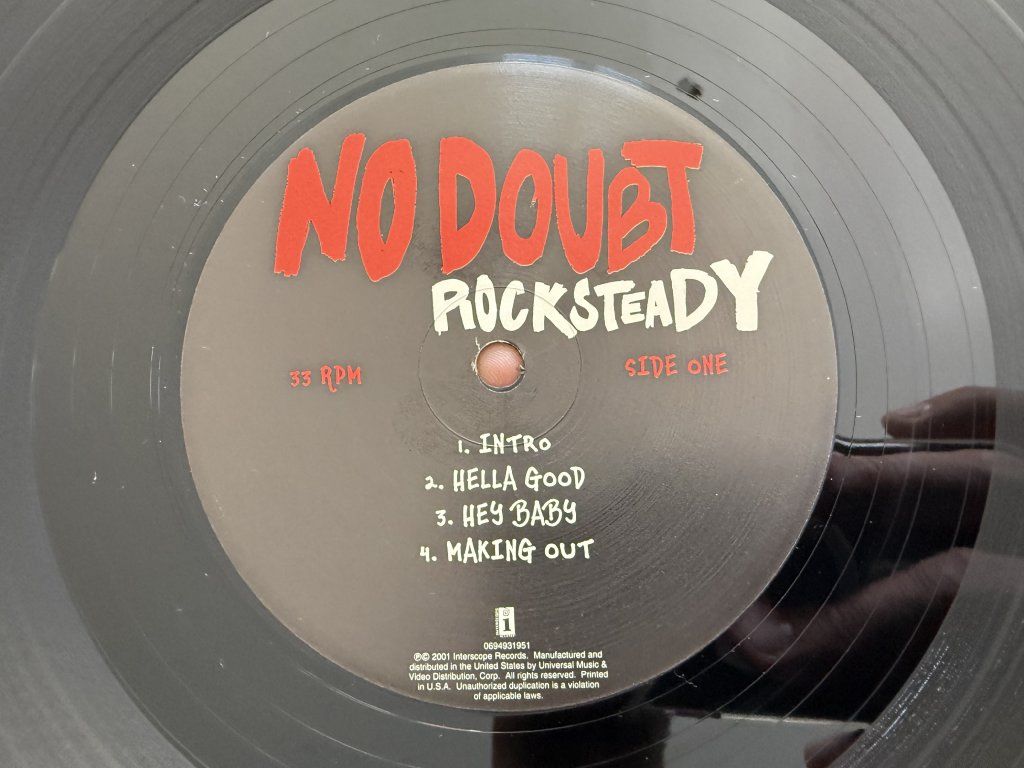 NO DOUBT
ROCKSTEADY
33 RPM
SIDE ONE
1. INTRO
2. HELLA GOOD
3. HEY BABY
4. MAKING OUT
i
0694931951
℗© 2001 Interscope Records. Manufactured and
distributed in the United States by Universal Music &
Video Distribution, Corp. All rights reserved. Printed
in U.S.A. Unauthorized duplication is a violation
of applicable laws.